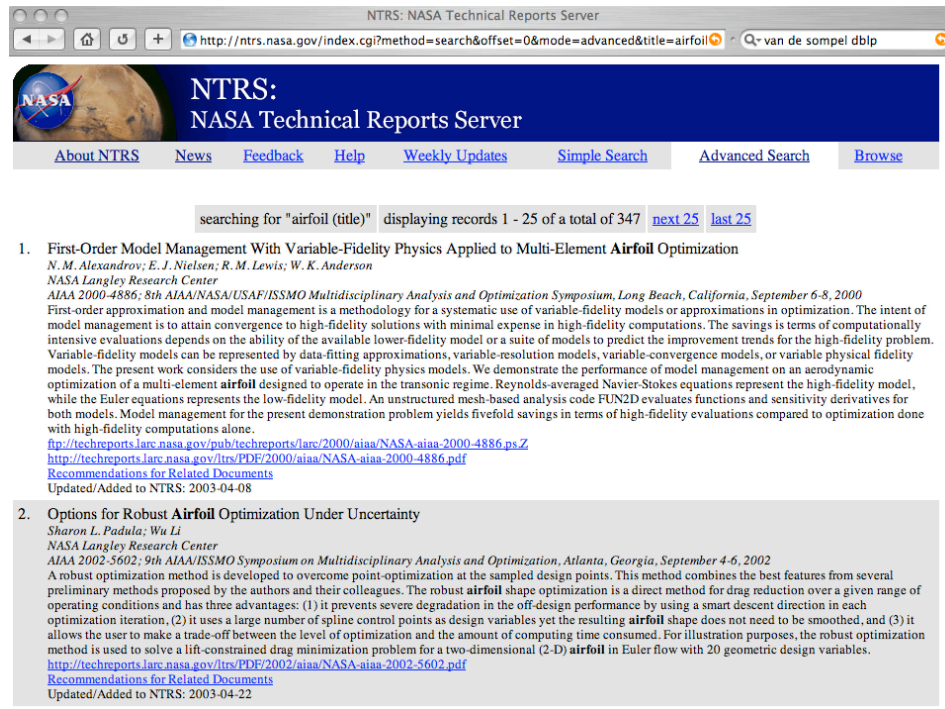 NTRS: NASA Technical Reports Server
http://ntrs.nasa.gov/index.cgi?method=search&offset=0&mode=advanced&title=airfoil
van de sompel dblp
NASA
NTRS:
NASA Technical Reports Server
About NTRS News Feedback Help Weekly Updates Simple Search Advanced Search Browse
searching for "airfoil (title)" displaying records 1 - 25 of a total of 347 next 25 last 25
1. First-Order Model Management With Variable-Fidelity Physics Applied to Multi-Element Airfoil Optimization
N. M. Alexandrov; E. J. Nielsen; R. M. Lewis; W. K. Anderson
NASA Langley Research Center
AIAA 2000-4886; 8th AIAA/NASA/USAF/ISSMO Multidisciplinary Analysis and Optimization Symposium, Long Beach, California, September 6-8, 2000
First-order approximation and model management is a methodology for a systematic use of variable-fidelity models or approximations in optimization. The intent of
model management is to attain convergence to high-fidelity solutions with minimal expense in high-fidelity computations. The savings is terms of computationally
intensive evaluations depends on the ability of the available lower-fidelity model or a suite of models to predict the improvement trends for the high-fidelity problem.
Variable-fidelity models can be represented by data-fitting approximations, variable-resolution models, variable-convergence models, or variable physical fidelity
models. The present work considers the use of variable-fidelity physics models. We demonstrate the performance of model management on an aerodynamic
optimization of a multi-element airfoil designed to operate in the transonic regime. Reynolds-averaged Navier-Stokes equations represent the high-fidelity model,
while the Euler equations represents the low-fidelity model. An unstructured mesh-based analysis code FUN2D evaluates functions and sensitivity derivatives for
both models. Model management for the present demonstration problem yields fivefold savings in terms of high-fidelity evaluations compared to optimization done
with high-fidelity computations alone.
ftp://techreports.larc.nasa.gov/pub/techreports/larc/2000/aiaa/NASA-aiaa-2000-4886.ps.Z
http://techreports.larc.nasa.gov/ltrs/PDF/2000/aiaa/NASA-aiaa-2000-4886.pdf
Recommendations for Related Documents
Updated/Added to NTRS: 2003-04-08
2. Options for Robust Airfoil Optimization Under Uncertainty
Sharon L. Padula; Wu Li
NASA Langley Research Center
AIAA 2002-5602; 9th AIAA/ISSMO Symposium on Multidisciplinary Analysis and Optimization, Atlanta, Georgia, September 4-6, 2002
A robust optimization method is developed to overcome point-optimization at the sampled design points. This method combines the best features from several
preliminary methods proposed by the authors and their colleagues. The robust airfoil shape optimization is a direct method for drag reduction over a given range of
operating conditions and has three advantages: (1) it prevents severe degradation in the off-design performance by using a smart descent direction in each
optimization iteration, (2) it uses a large number of spline control points as design variables yet the resulting airfoil shape does not need to be smoothed, and (3) it
allows the user to make a trade-off between the level of optimization and the amount of computing time consumed. For illustration purposes, the robust optimization
method is used to solve a lift-constrained drag minimization problem for a two-dimensional (2-D) airfoil in Euler flow with 20 geometric design variables.
http://techreports.larc.nasa.gov/ltrs/PDF/2002/aiaa/NASA-aiaa-2002-5602.pdf
Recommendations for Related Documents
Updated/Added to NTRS: 2003-04-22